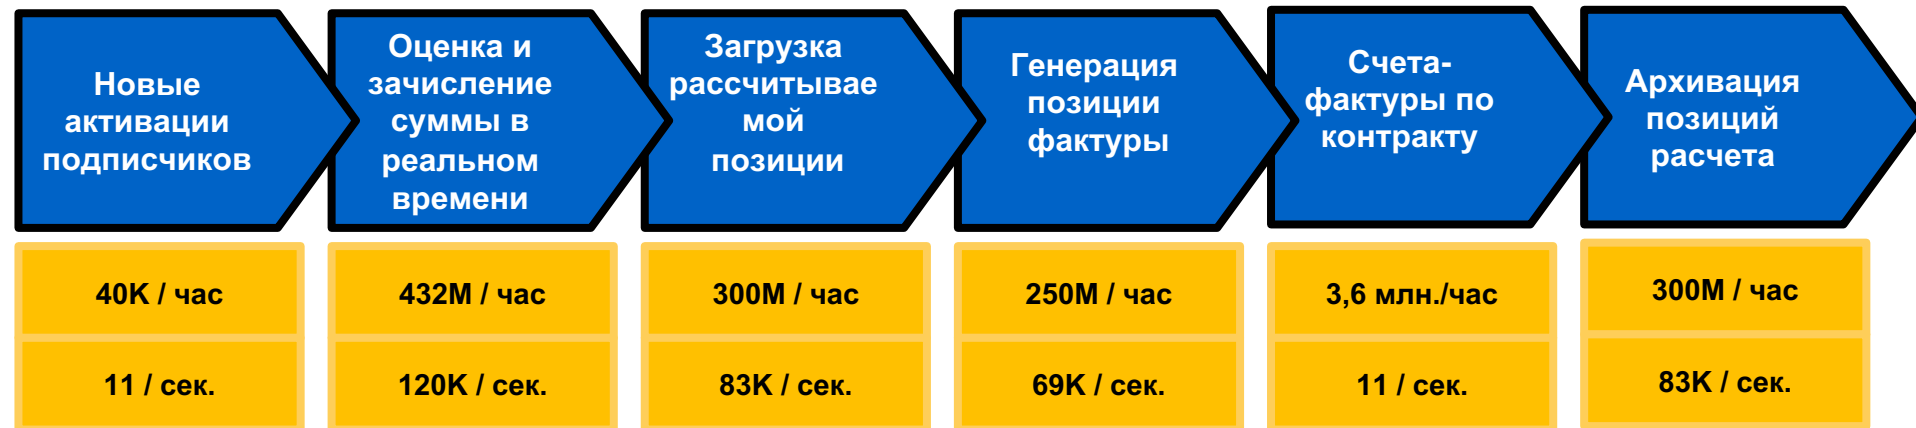 Новые
активации
подписчиков
Оценка и
зачисление
суммы в
реальном
времени
Загрузка
рассчитывае
мой
позиции
Генерация
позиции
фактуры
Счета-
фактуры по
контракту
Архивация
позиций
расчета
40K / час
432M / час
300M / час
250M / час
3,6 млн./час
300M / час
11 / сек.
120K / сек.
83K / сек.
69K / сек.
11 / сек.
83K / сек.